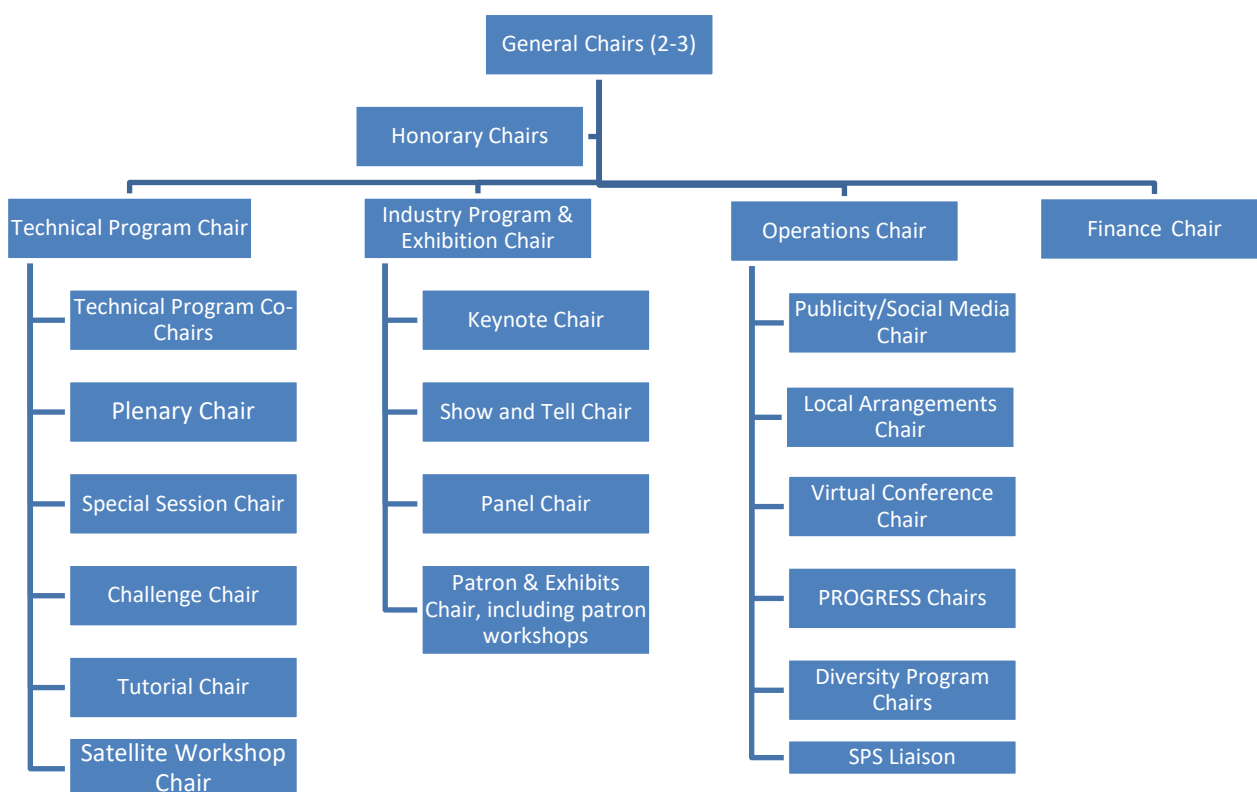 General Chairs (2-3)
Honorary Chairs
Technical Program Chair
Industry Program &
Exhibition Chair
Operations Chair
Finance Chair
Technical Program Co-
Chairs
Plenary Chair
Special Session Chair
Challenge Chair
Tutorial Chair
Satellite Workshop
Chair
Keynote Chair
Show and Tell Chair
Panel Chair
Patron & Exhibits
Chair, including patron
workshops
Publicity/Social Media
Chair
Local Arrangements
Chair
Virtual Conference
Chair
PROGRESS Chairs
Diversity Program
Chairs
SPS Liaison